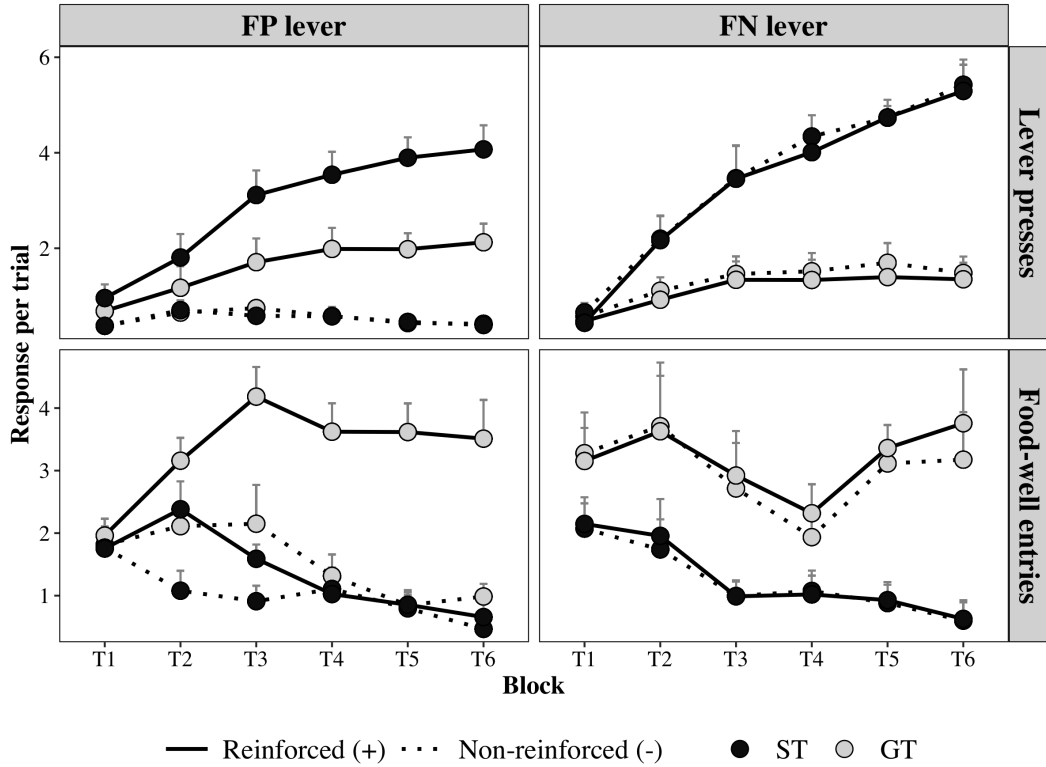 FP lever
FN lever
6
4
2
Lever presses
Response per trial
4
3
2
1
Food-well entries
T1 T2 T3 T4 T5 T6
T1 T2 T3 T4 T5 T6
Block
Reinforced (+) Non-reinforced (-) ST GT